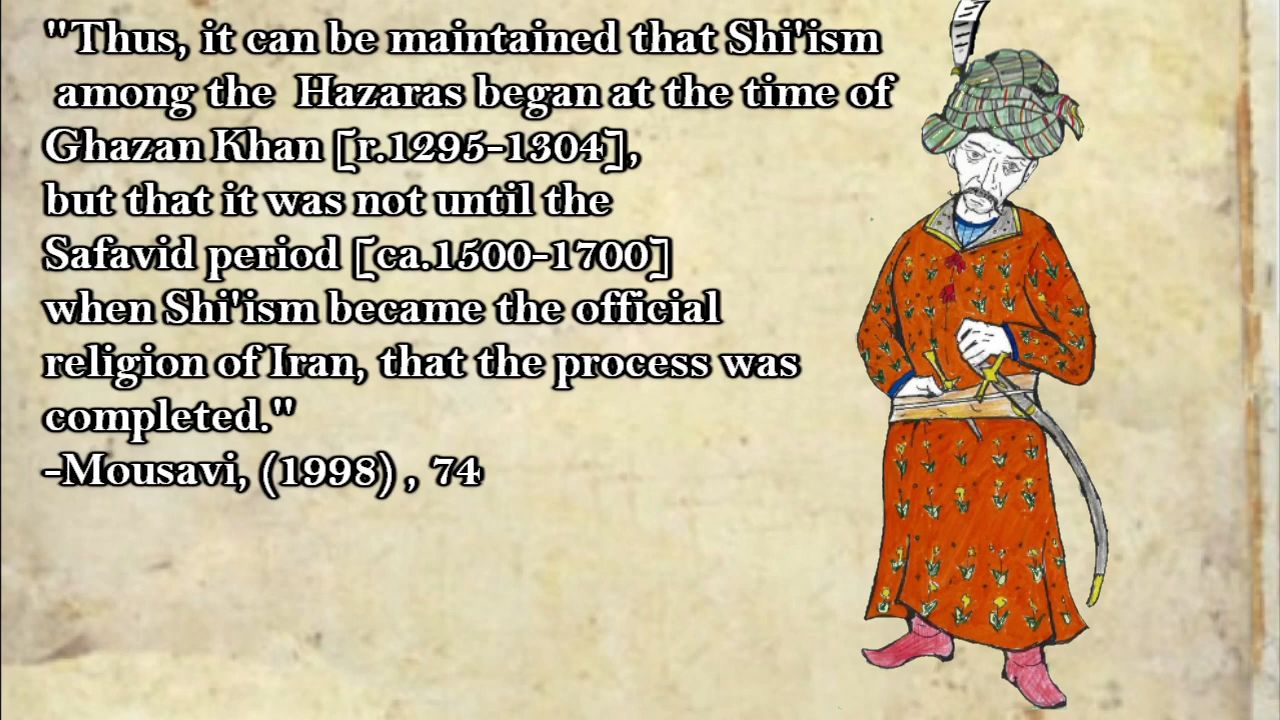 "Thus, it can be maintained that Shi'ism
among the Hazaras began at the time of
Ghazan Khan [r.1295-1304],
but that it was not until the
Safavid period [ca.1500-1700]
when Shi'ism became the official
religion of Iran, that the process was
completed."
-Mousavi, (1998) , 74